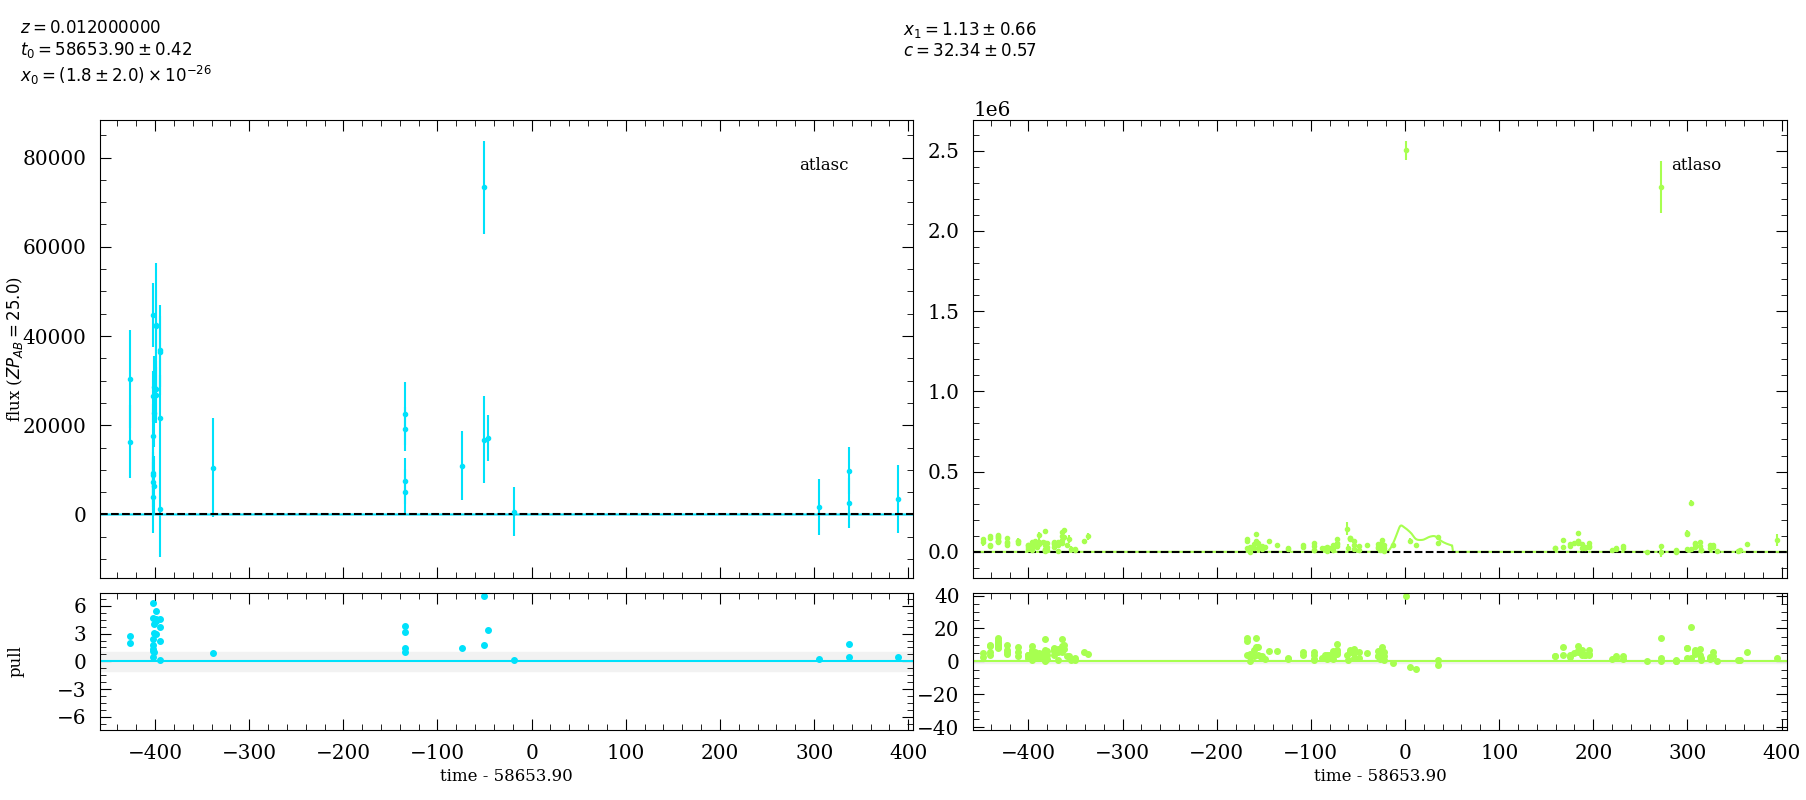 z = 0.012000000
t₀ = 58653.90 ± 0.42
x₀ = (1.8 ± 2.0) × 10⁻²⁶
x₁ = 1.13 ± 0.66
c = 32.34 ± 0.57
flux (ZP_AB = 25.0)
80000
60000
40000
20000
0
atlasc
1e6
2.5
2.0
1.5
1.0
0.5
0.0
atlaso
pull
6
3
0
−3
−6
−400 −300 −200 −100 0 100 200 300 400
time - 58653.90
40
20
0
−20
−40
−400 −300 −200 −100 0 100 200 300 400
time - 58653.90